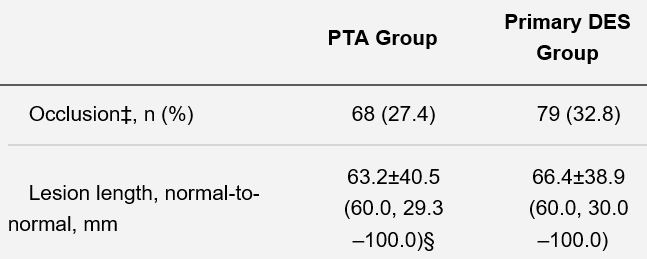 PTA Group
Primary DES
Group
Occlusion‡, n (%)
68 (27.4)
79 (32.8)
Lesion length, normal-to-
normal, mm
63.2±40.5
(60.0, 29.3
–100.0)§
66.4±38.9
(60.0, 30.0
–100.0)